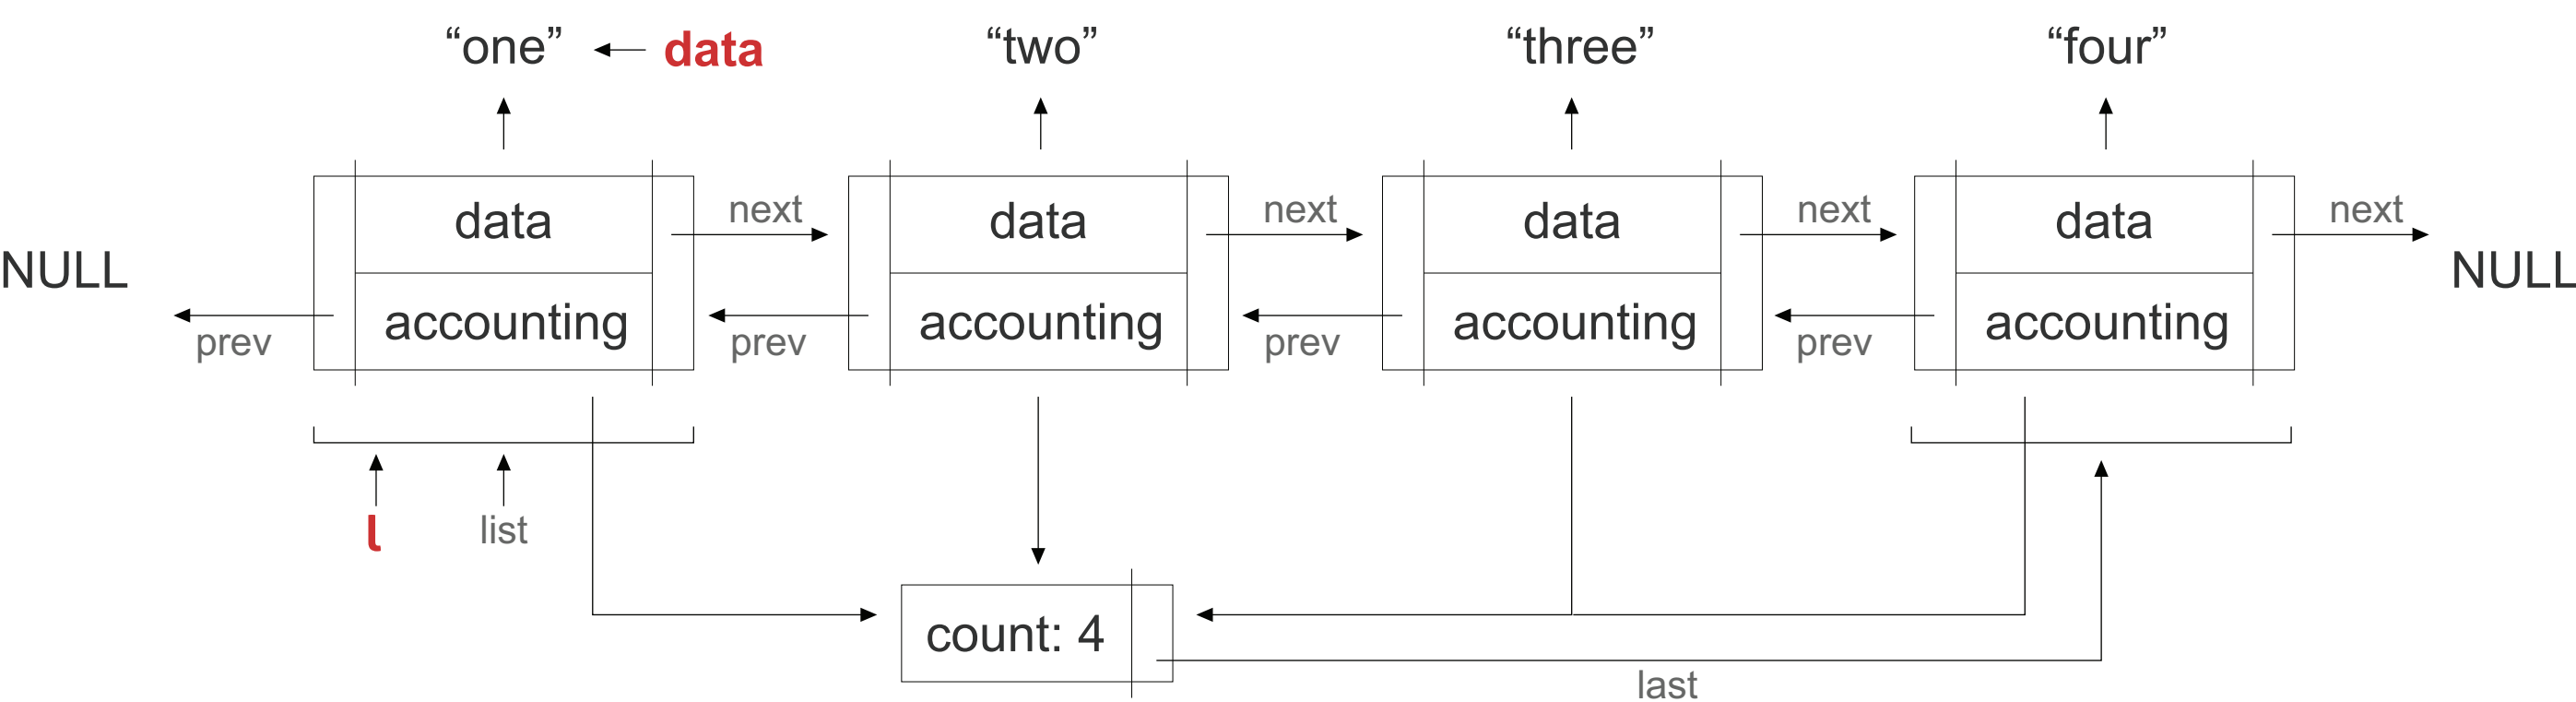 “one” data “two” “three” “four”
data next data next data next data next
NULL NULL
prev accounting prev accounting prev accounting prev accounting
l list
count: 4
last